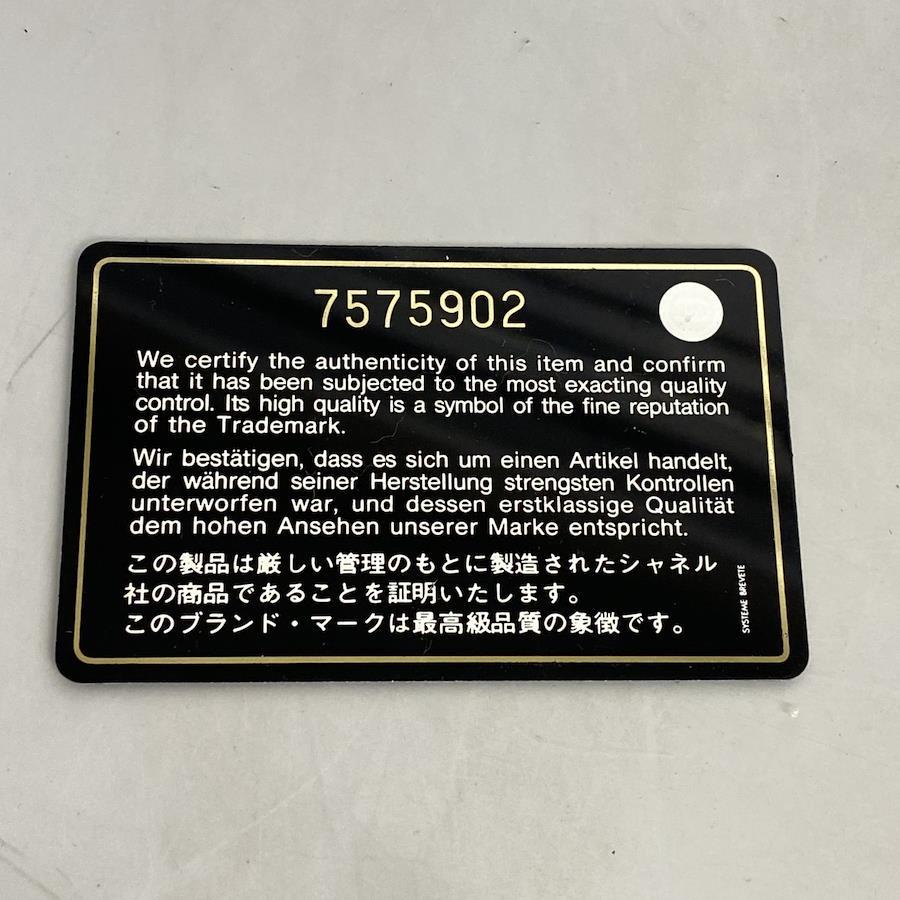 7575902
We certify the authenticity of this item and confirm
that it has been subjected to the most exacting quality
control. Its high quality is a symbol of the fine reputation
of the Trademark.
Wir bestätigen, dass es sich um einen Artikel handelt,
der während seiner Herstellung strengsten Kontrollen
unterworfen war, und dessen erstklassige Qualität
dem hohen Ansehen unserer Marke entspricht.
この製品は厳しい管理のもとに製造されたシャネル
社の商品であることを証明いたします。
このブランド・マークは最高級品質の象徴です。
SYSTEME BREVETE